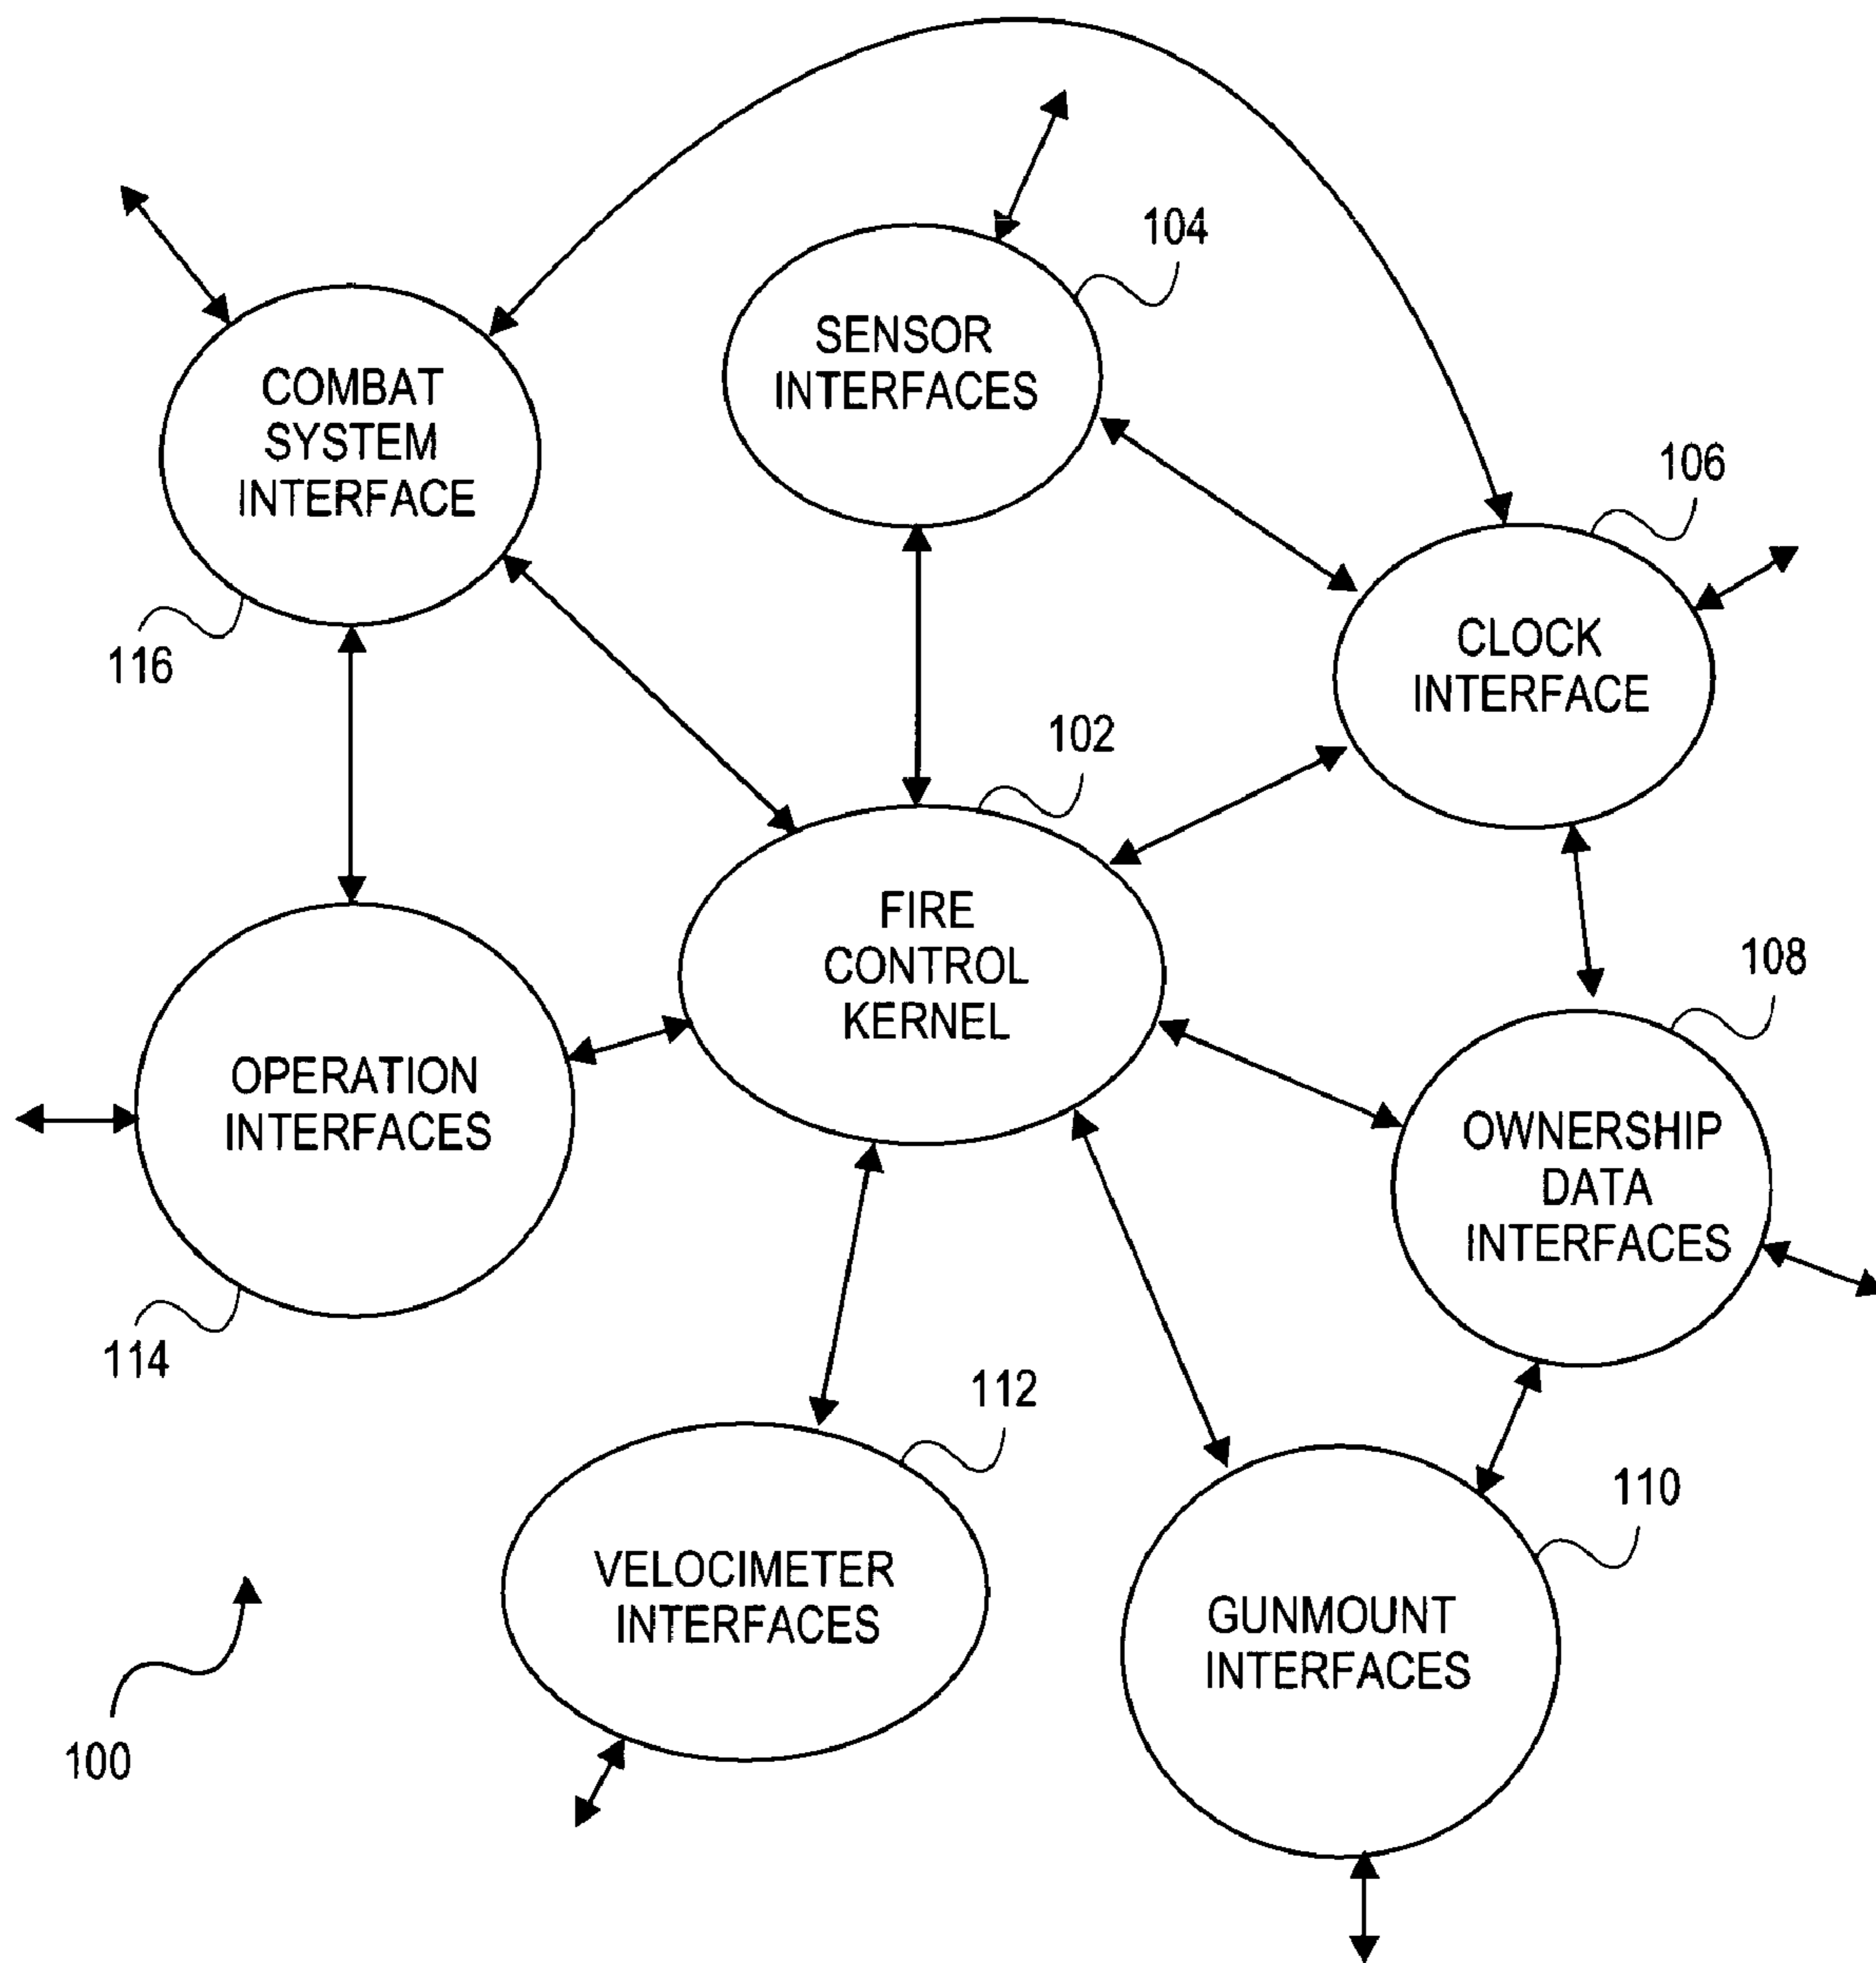 104
SENSOR
INTERFACES
COMBAT
SYSTEM
INTERFACE
116
106
CLOCK
INTERFACE
102
FIRE
CONTROL
KERNEL
108
OWNERSHIP
DATA
INTERFACES
OPERATION
INTERFACES
114
112
VELOCIMETER
INTERFACES
110
GUNMOUNT
INTERFACES
100